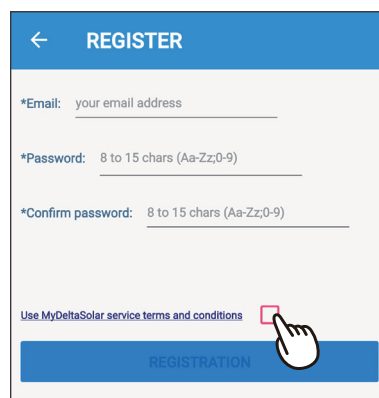 REGISTER
*Email: your email address
*Password: 8 to 15 chars (Aa-Zz;0-9)
*Confirm password: 8 to 15 chars (Aa-Zz;0-9)
Use MyDeltaSolar service terms and conditions
REGISTRATION